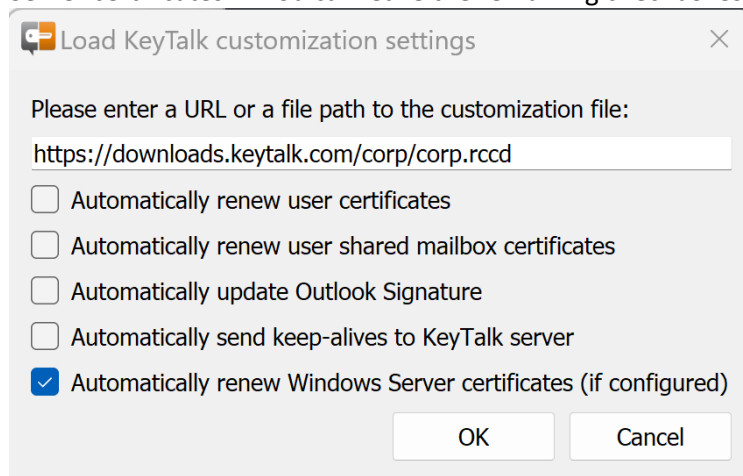 Load KeyTalk customization settings
Please enter a URL or a file path to the customization file:
https://downloads.keytalk.com/corp/corp.rccd
Automatically renew user certificates
Automatically renew user shared mailbox certificates
Automatically update Outlook Signature
Automatically send keep-alives to KeyTalk server
Automatically renew Windows Server certificates (if configured)
OK Cancel